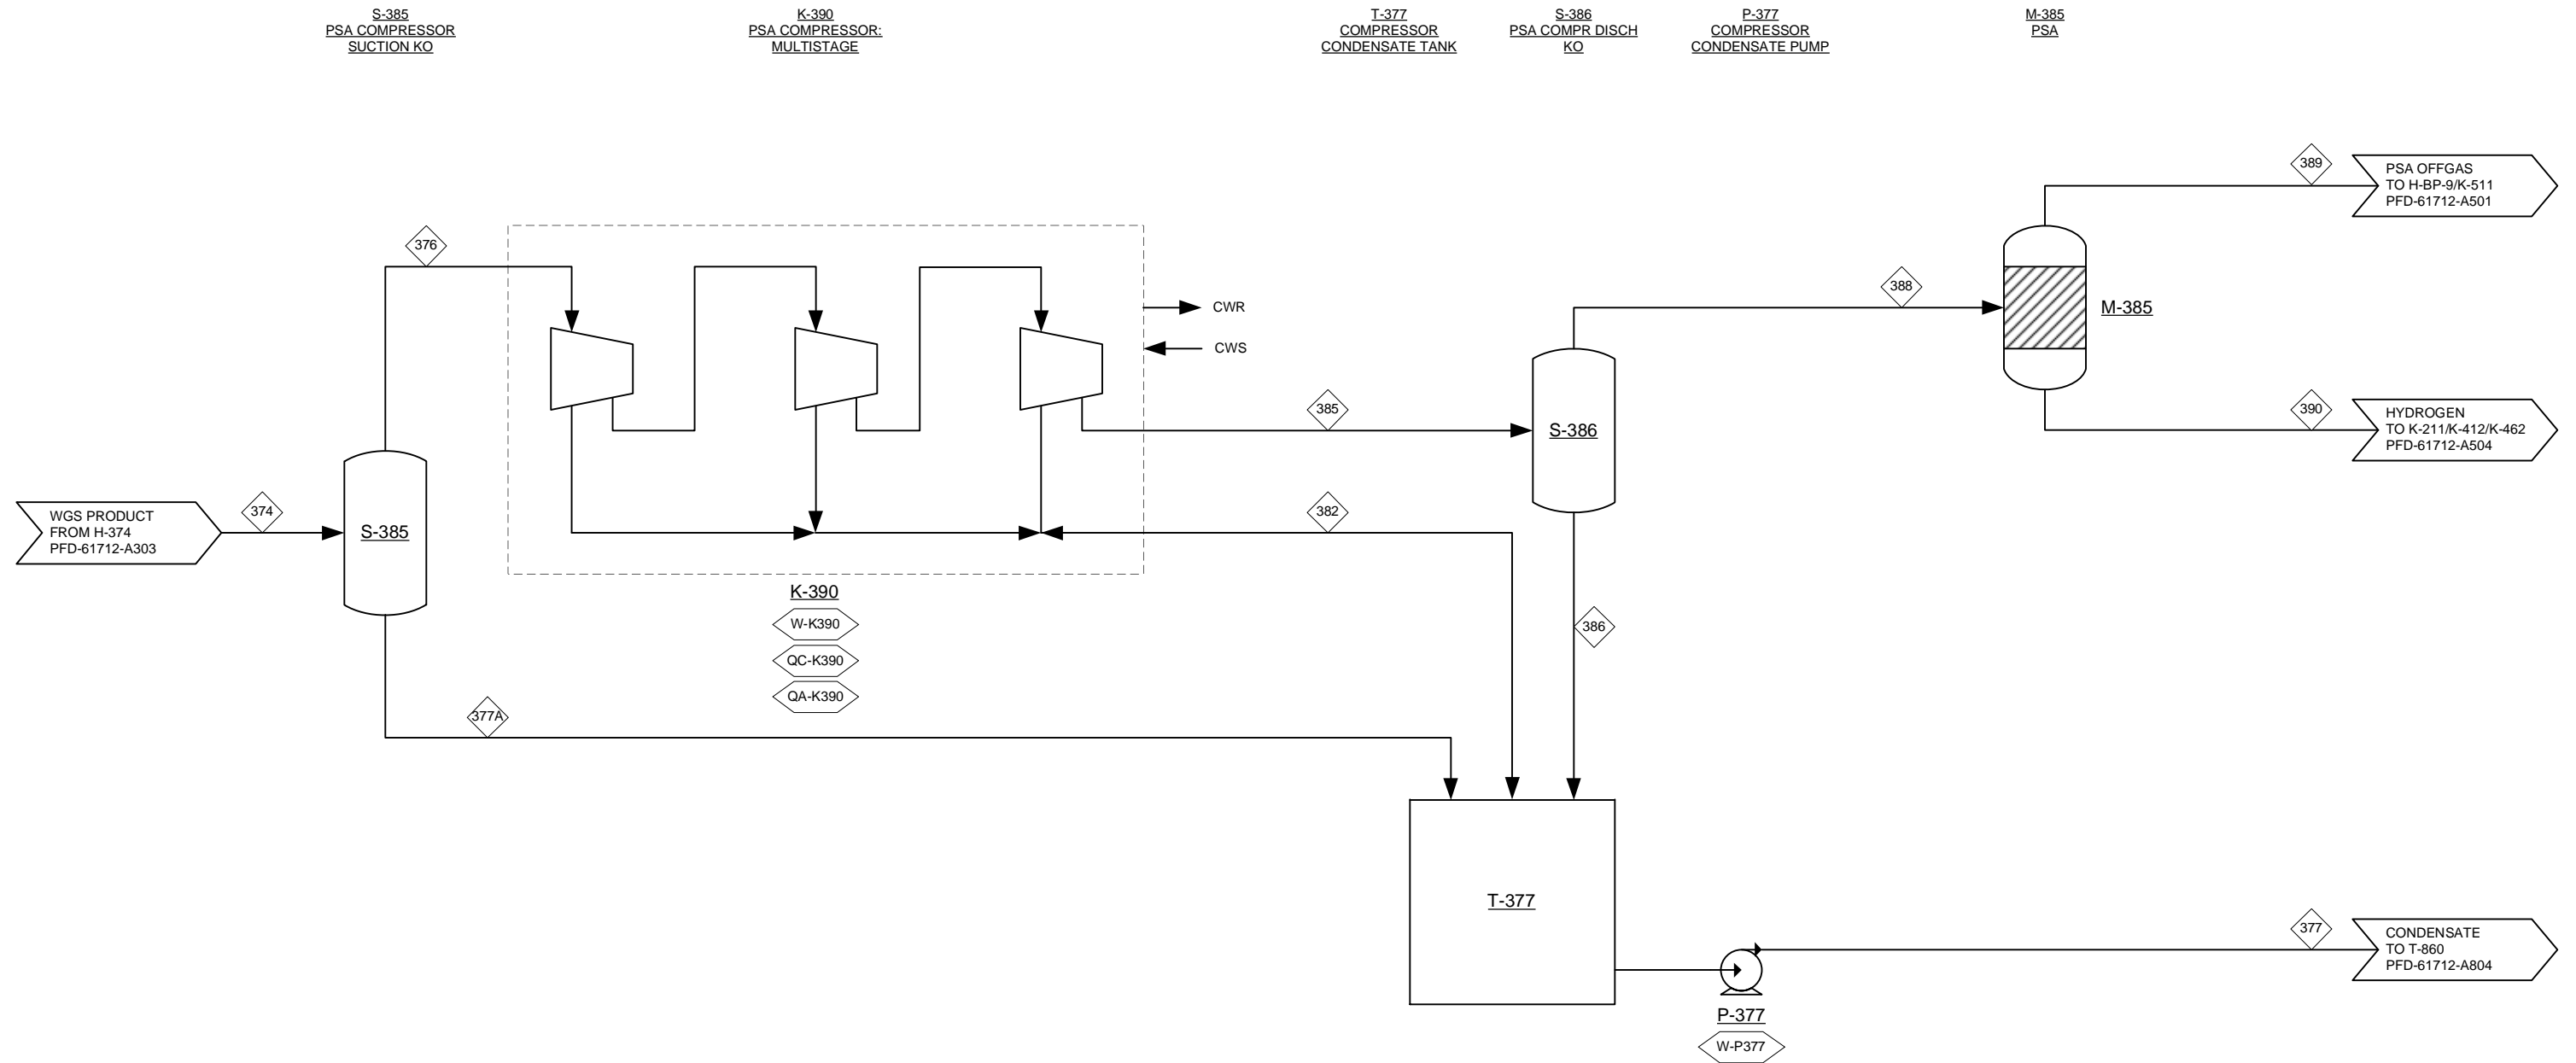 S-385
PSA COMPRESSOR
SUCTION KO
K-390
PSA COMPRESSOR:
MULTISTAGE
T-377
COMPRESSOR
CONDENSATE TANK
S-386
PSA COMPR DISCH
KO
P-377
COMPRESSOR
CONDENSATE PUMP
M-385
PSA
389
PSA OFFGAS
TO H-BP-9/K-511
PFD-61712-A501
376
388
CWR
M-385
CWS
385
S-386
390
HYDROGEN
TO K-211/K-412/K-462
PFD-61712-A504
WGS PRODUCT
FROM H-374
PFD-61712-A303
374
S-385
382
K-390
W-K390
QC-K390
QA-K390
386
377A
T-377
377
CONDENSATE
TO T-860
PFD-61712-A804
P-377
W-P377